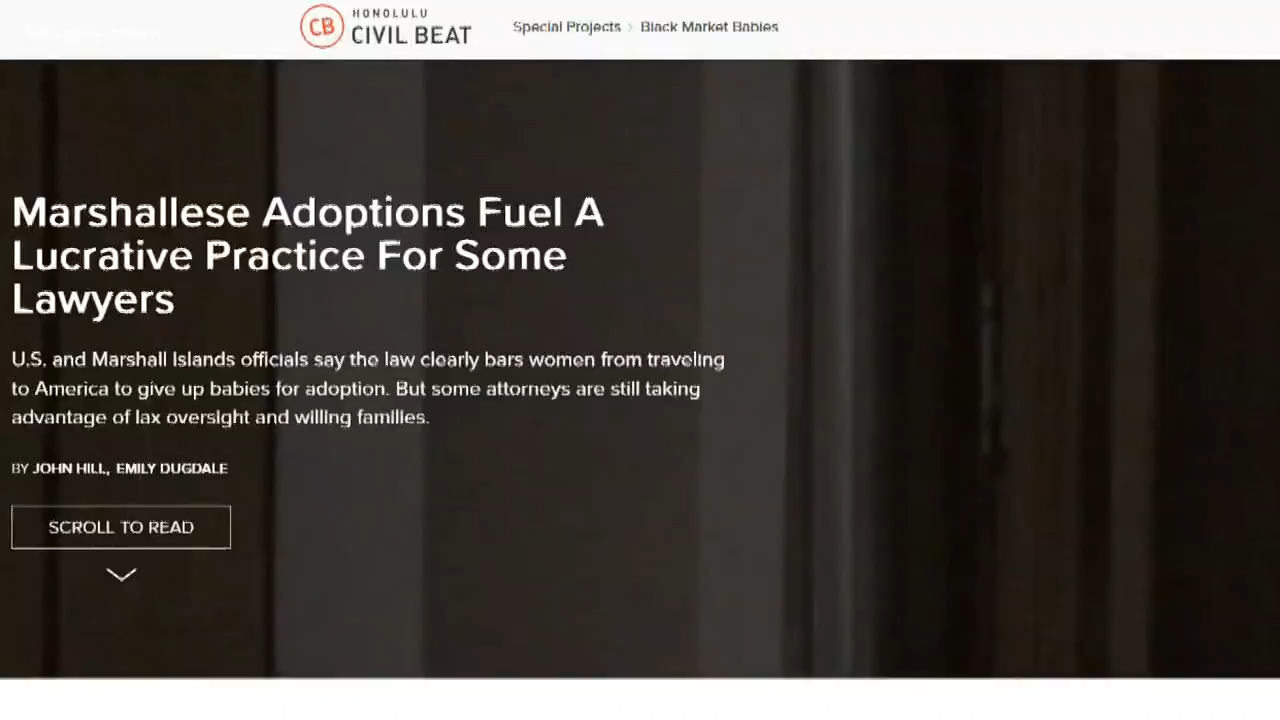 HONOLULU
CB CIVIL BEAT
Special Projects > Black Market Babies
Marshallese Adoptions Fuel A
Lucrative Practice For Some
Lawyers
U.S. and Marshall Islands officials say the law clearly bars women from traveling
to America to give up babies for adoption. But some attorneys are still taking
advantage of lax oversight and willing families.
BY JOHN HILL, EMILY DUGDALE
SCROLL TO READ